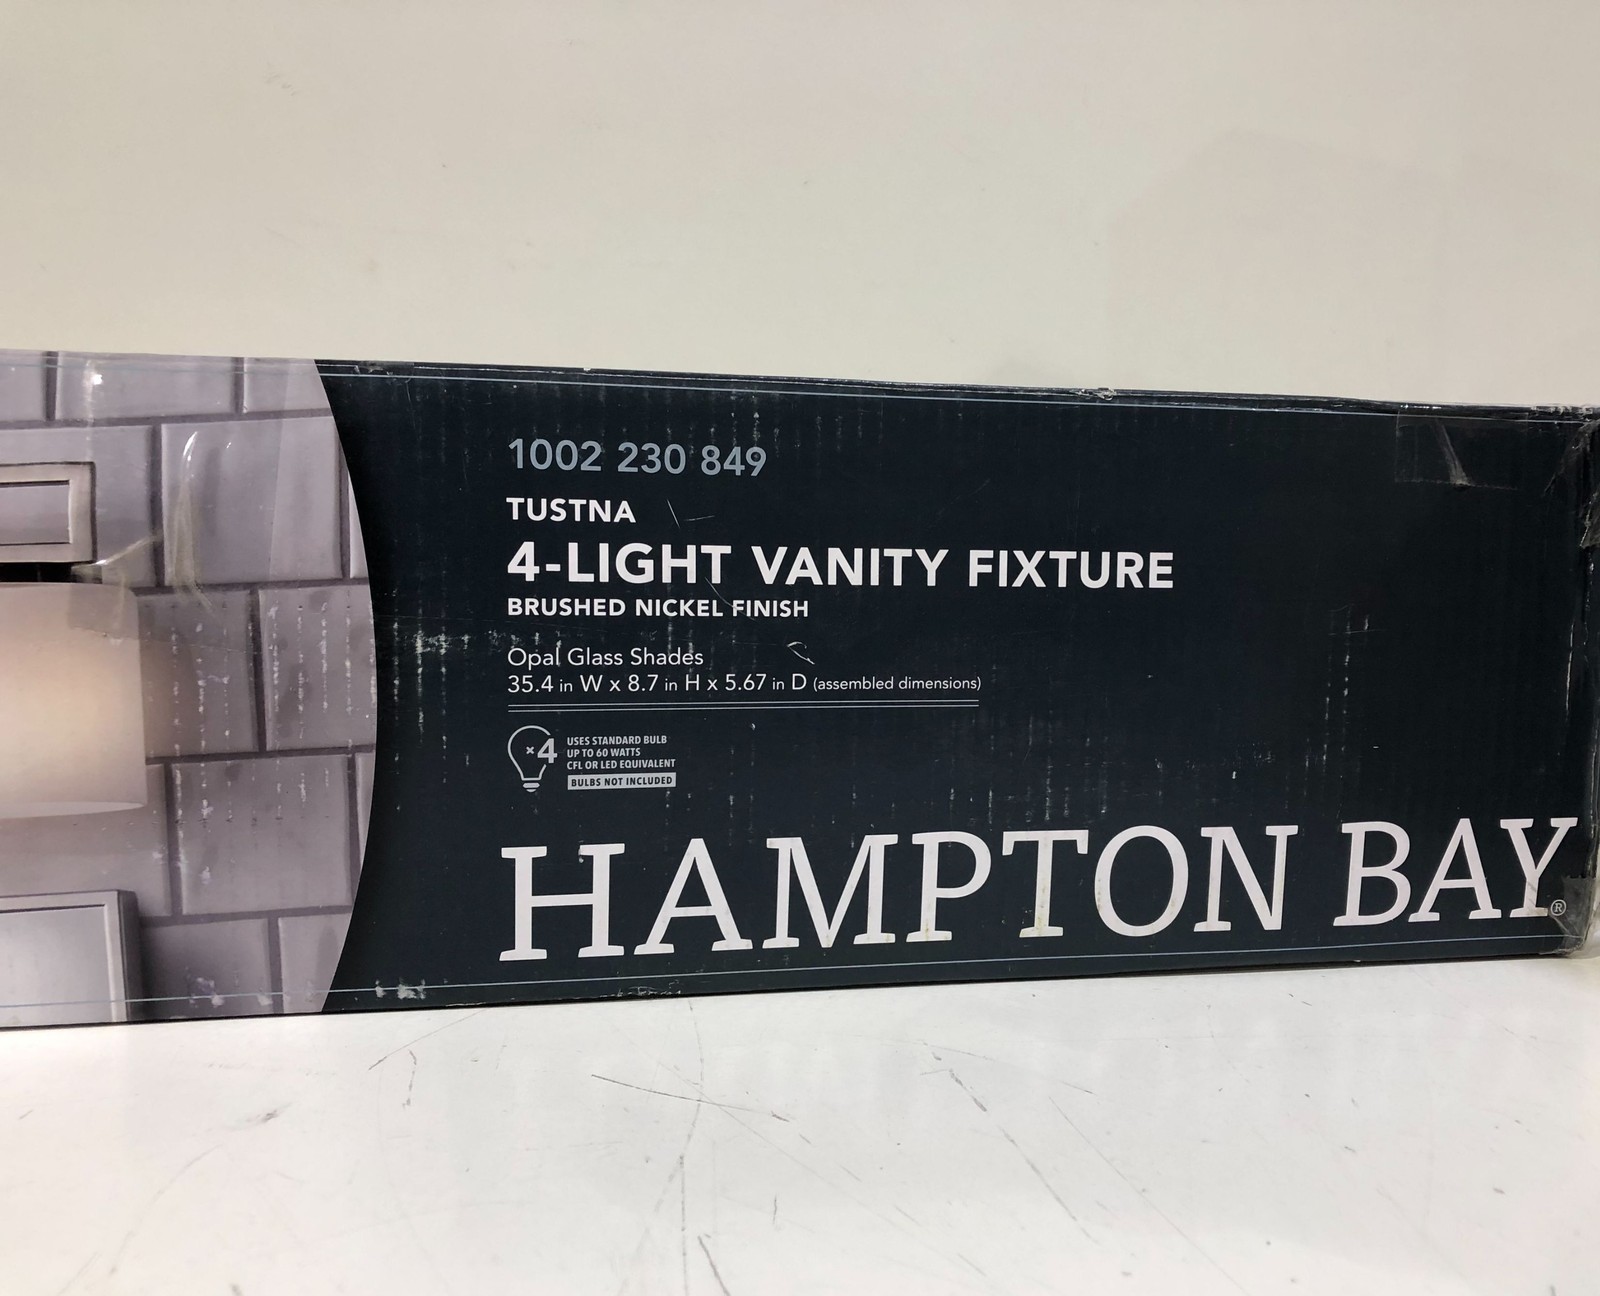 1002 230 849
TUSTNA
4-LIGHT VANITY FIXTURE
BRUSHED NICKEL FINISH
Opal Glass Shades
35.4 in W x 8.7 in H x 5.67 in D (assembled dimensions)
×4
USES STANDARD BULB
UP TO 60 WATTS
CFL OR LED EQUIVALENT
BULBS NOT INCLUDED
HAMPTON BAY®